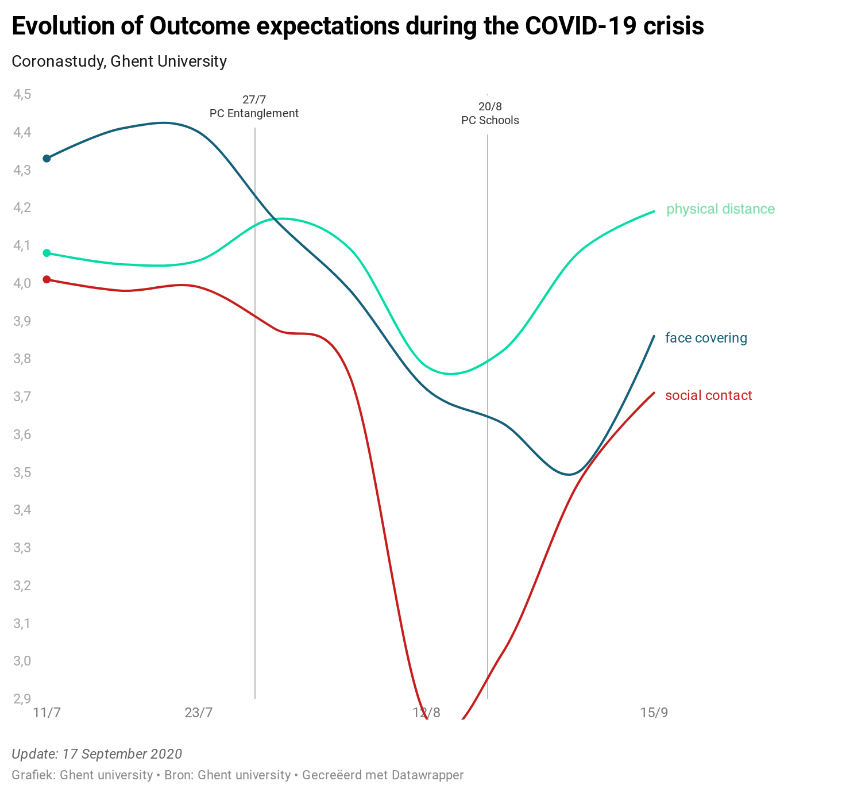 Evolution of Outcome expectations during the COVID-19 crisis
Coronastudy, Ghent University
4,5
27/7
PC Entanglement
20/8
PC Schools
4,4
4,3
4,2
physical distance
4,1
4,0
3,9
face covering
3,8
3,7
social contact
3,6
3,5
3,4
3,3
3,2
3,1
3,0
2,9
11/7
23/7
12/8
15/9
Update: 17 September 2020
Grafiek: Ghent university • Bron: Ghent university • Gecreëerd met Datawrapper